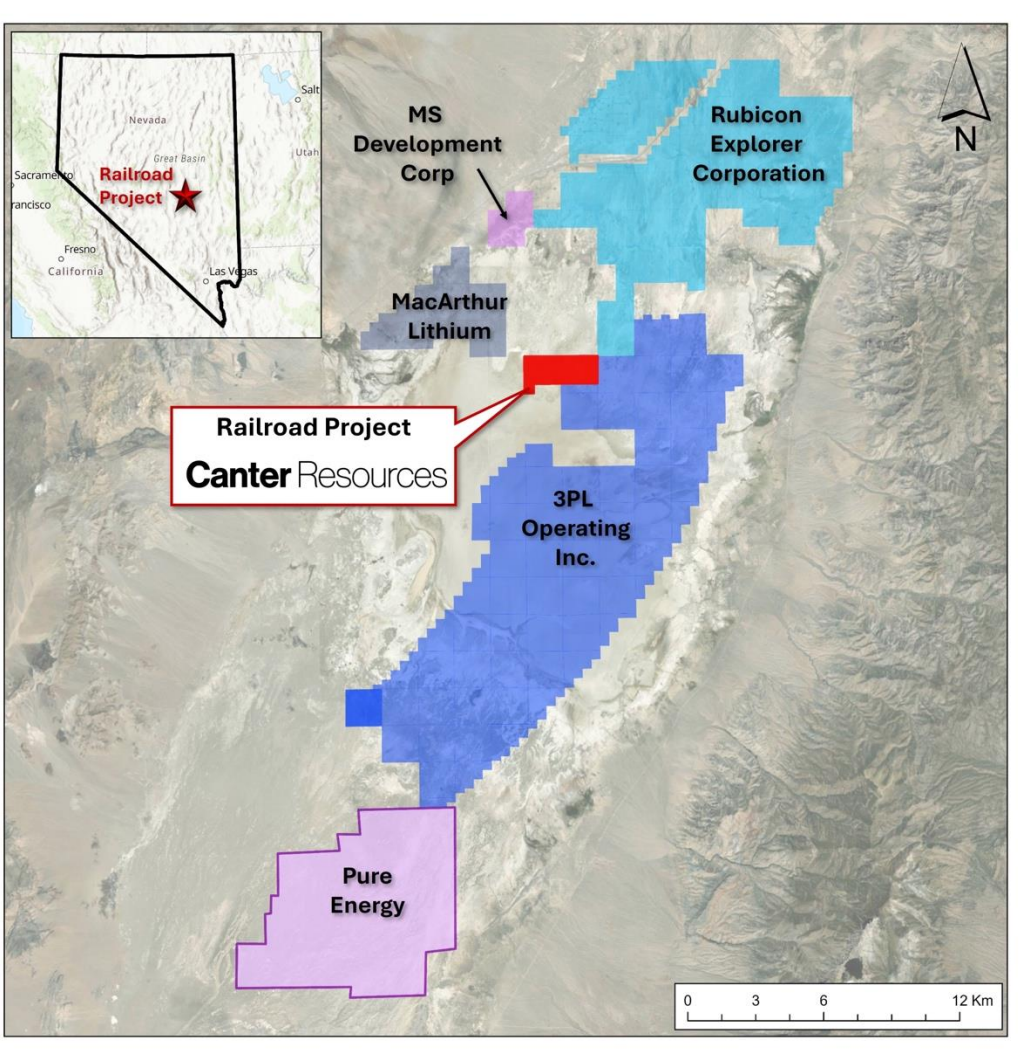 Nevada
Great Basin
Salt
Utah
Sacramento
rancisco
Railroad
Project
Fresno
California
Las Vegas
MS
Development
Corp
Rubicon
Explorer
Corporation
N
MacArthur
Lithium
Railroad Project
Canter Resources
3PL
Operating
Inc.
Pure
Energy
0 3 6 12 Km